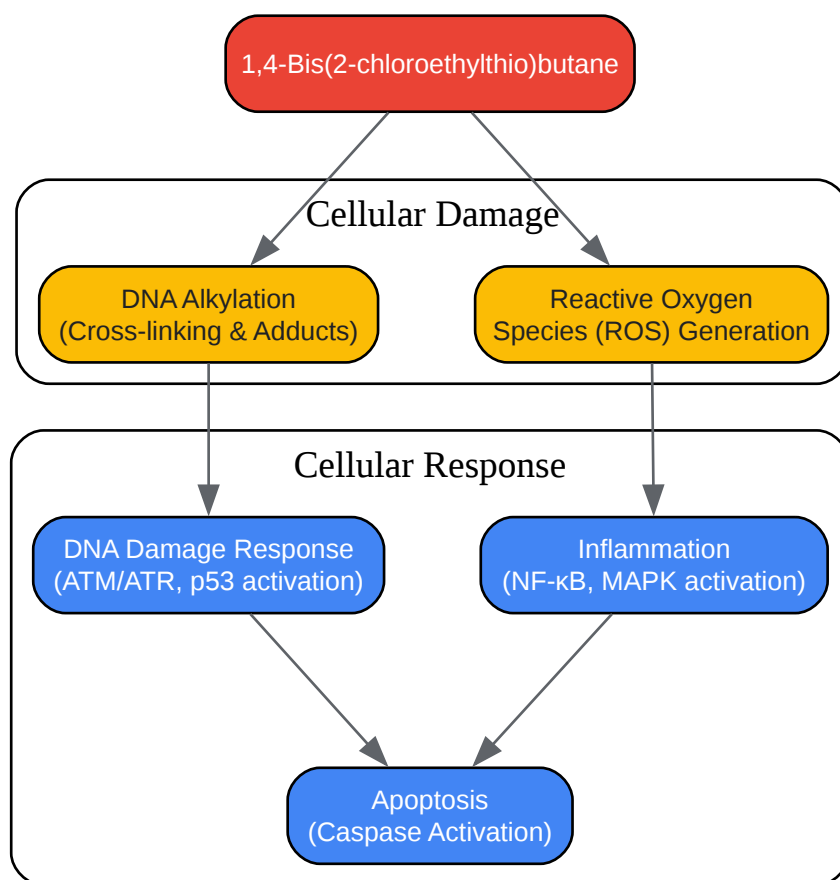 1,4-Bis(2-chloroethylthio)butane
Cellular Damage
DNA Alkylation
(Cross-linking & Adducts)
Reactive Oxygen
Species (ROS) Generation
Cellular Response
DNA Damage Response
(ATM/ATR, p53 activation)
Inflammation
(NF-κB, MAPK activation)
Apoptosis
(Caspase Activation)